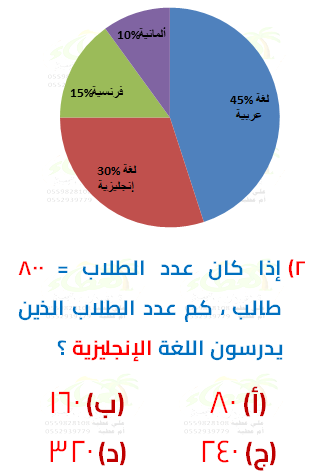 ألمانية 10%
لغة 45%
عربية
فرنسية 15%
لغة 30%
إنجليزية
٢) إذا كان عدد الطلاب = ٨٠٠
طالب ، كم عدد الطلاب الذين
يدرسون اللغة الإنجليزية ؟
(أ) ٨٠ (ب) ١٦٠
(ج) ٢٤٠ (د) ٣٢٠